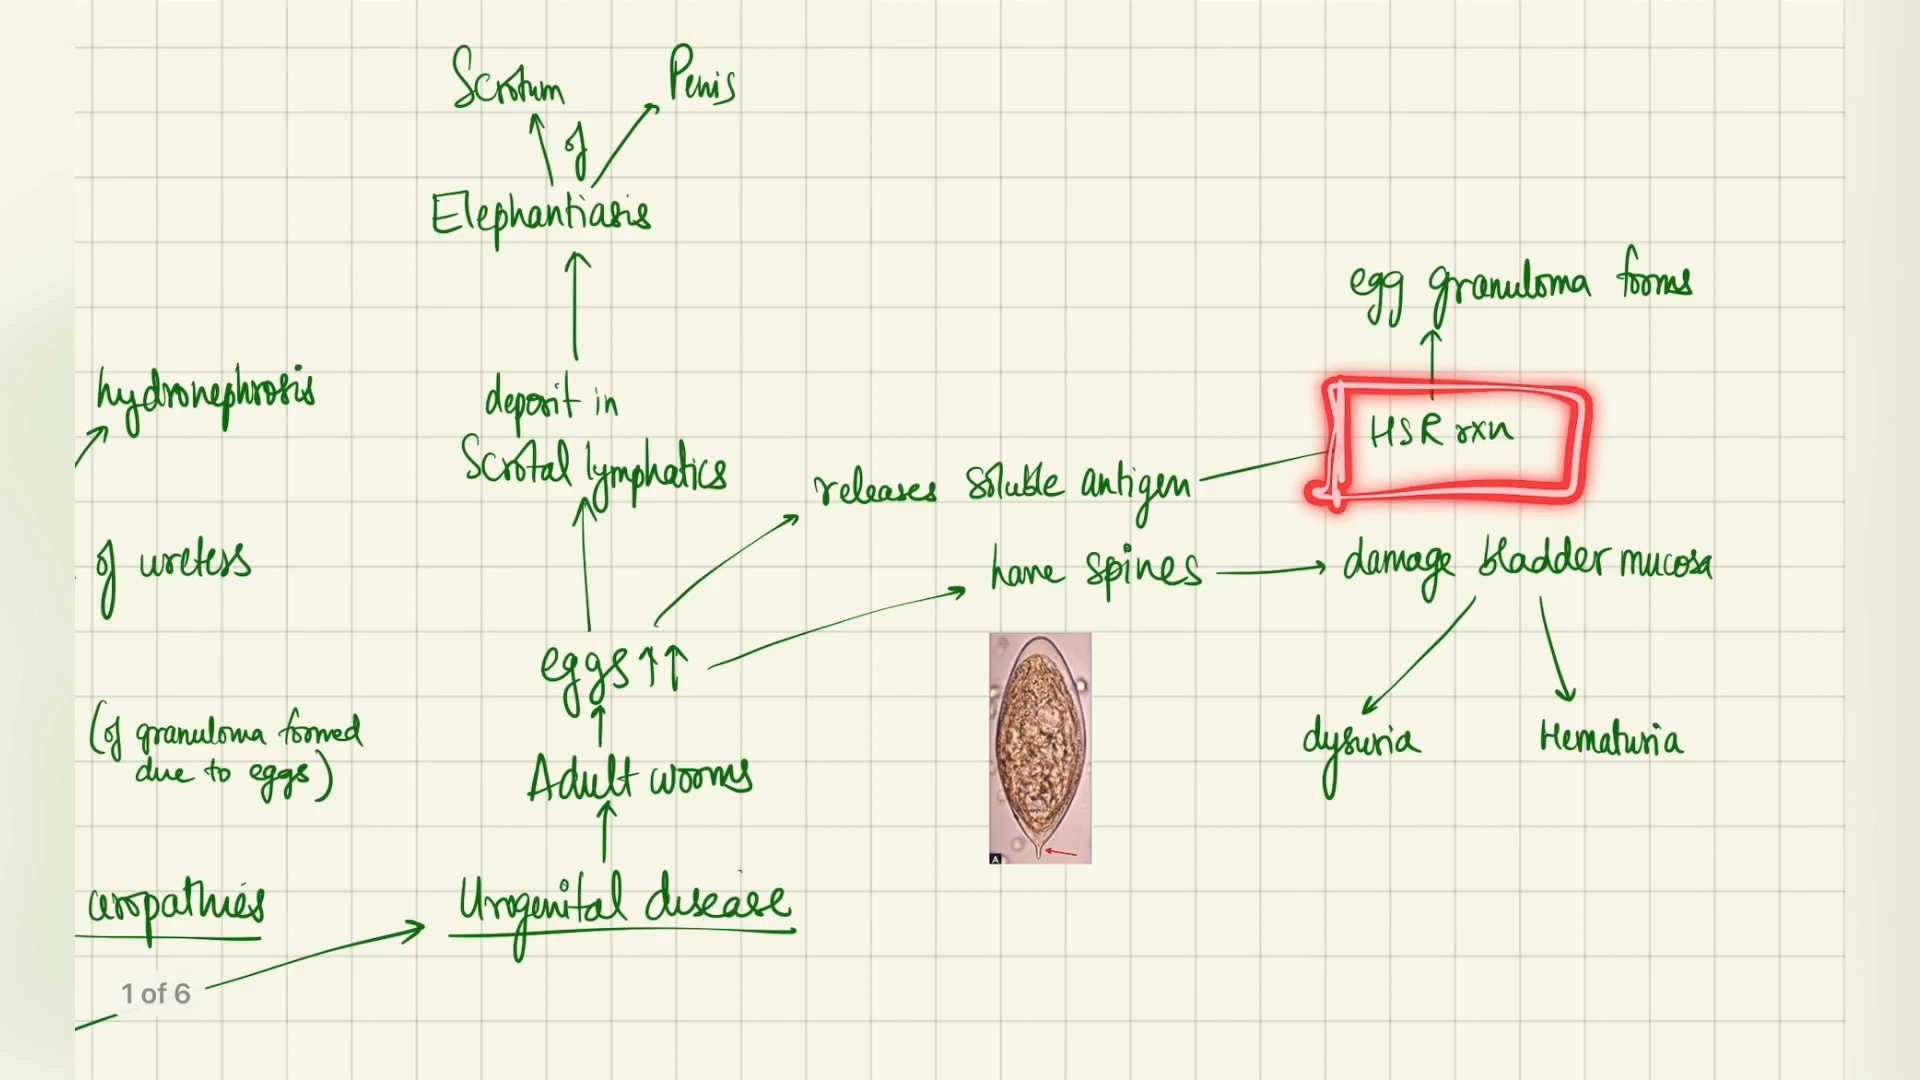 Scrotum
Penis
of
Elephantiasis
egg granuloma forms
hydronephrosis
deposit in
Scrotal lymphatics
HSR rxn
releases soluble antigen
of ureters
have spines
damage bladder mucosa
eggs ↑↑
(of granuloma formed
due to eggs)
dysuria
Hematuria
Adult worms
A
Urogenital disease
1 of 6